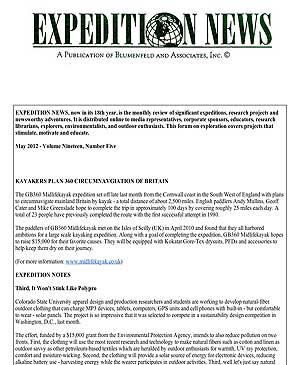 EXPEDITION NEWS
A PUBLICATION OF BLUMENFELD AND ASSOCIATES, INC. ©
EXPEDITION NEWS, now in its 18th year, is the monthly review of significant expeditions, research projects and
newsworthy adventures. It is distributed online to media representatives, corporate sponsors, educators, research
librarians, explorers, environmentalists, and outdoor enthusiasts. This forum on exploration covers projects that
stimulate, motivate and educate.
May 2012 - Volume Nineteen, Number Five
KAYAKERS PLAN 360 CIRCUMNAVGIATION OF BRITAIN
The GB360 Midlifekayak expedition set off late last month from the Cornwall coast in the South West of England with plans
to circumnavigate mainland Britain by kayak - a total distance of about 2,500 miles. English paddlers Andy Mullins, Geoff
Cater and Mike Greenslade hope to complete the trip in approximately 100 days by covering roughly 25 miles each day. A
total of 23 people have previously completed the route with the first successful attempt in 1980.
The paddlers of GB360 Midlifekayak met on the Isles of Scilly (UK) in April 2010 and found that they all harbored
ambitions for a large scale kayaking expedition. Along with a goal of completing the expedition, GB360 Midlifekayak hopes
to raise $15,000 for their favorite causes. They will be equipped with Kokatat Gore-Tex drysuits, PFDs and accessories to
help keep them dry on their journey.
(For more information: www.midlifekayak.co.uk)
EXPEDITION NOTES
Third, It Won't Stink Like Polypro
Colorado State University apparel design and production researchers and students are working to develop natural-fiber
outdoor clothing that can charge MP3 devices, tablets, computers, GPS units and cell phones with built-in - but comfortable
to wear - solar panels. The project is so impressive that it was selected to compete in a sustainability design competition in
Washington, D.C., last month.
The effort, funded by a $15,000 grant from the Environmental Protection Agency, intends to also reduce pollution on two
fronts. First, the clothing will use the most recent research and technology to make natural fibers such as cotton and linen as
outdoor savvy as other petroleum-based textiles which are heralded by outdoor enthusiasts for warmth, UV ray protection,
comfort and moisture-wicking. Second, the clothing will provide a solar source of energy for electronic devices, reducing
alkaline battery use - harvesting energy while the wearer participates in outdoor activities. Third, well let's just say natural